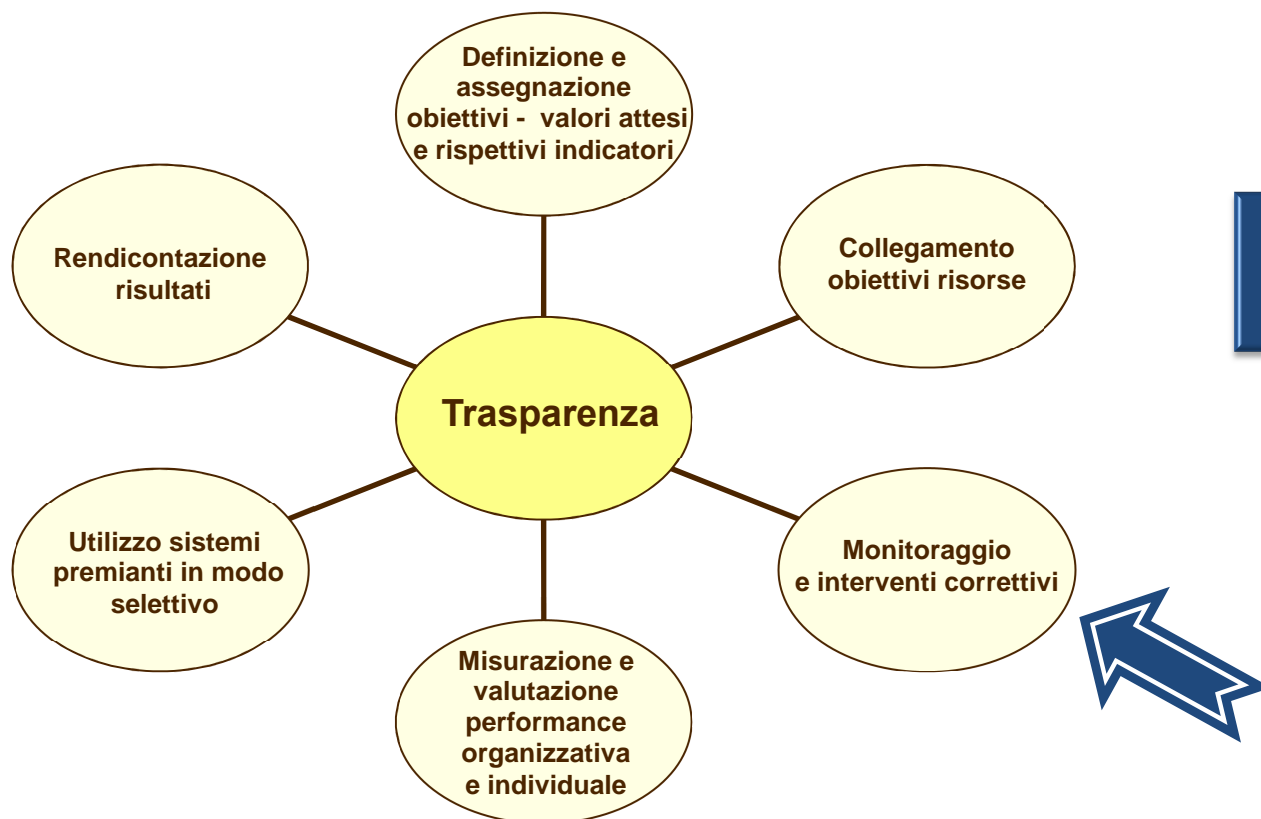 Definizione e
assegnazione
obiettivi - valori attesi
e rispettivi indicatori
Collegamento
obiettivi risorse
Monitoraggio
e interventi correttivi
Misurazione e
valutazione
performance
organizzativa
e individuale
Utilizzo sistemi
premianti in modo
selettivo
Rendicontazione
risultati
Trasparenza